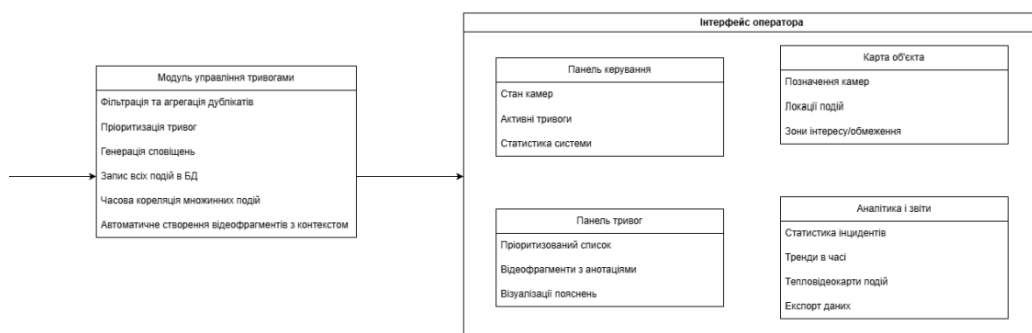 Модуль управління тривогами
Фільтрація та агрегація дублікатів
Пріоритизація тривог
Генерація сповіщень
Запис всіх подій в БД
Часова кореляція множинних подій
Автоматичне створення відеофрагментів з контекстом
Інтерфейс оператора
Панель керування
Стан камер
Активні тривоги
Статистика системи
Карта об'єкта
Позначення камер
Локації подій
Зони інтересу/обмеження
Панель тривог
Пріоритизований список
Відеофрагменти з анотаціями
Візуалізації пояснень
Аналітика і звіти
Статистика інцидентів
Тренди в часі
Тепловідеокарти подій
Експорт даних